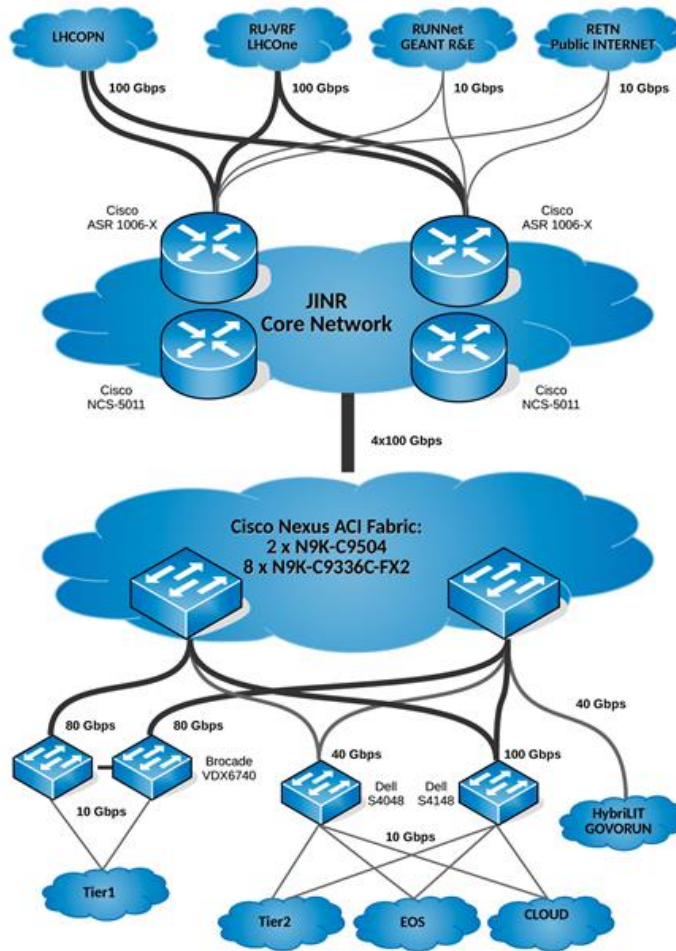 LHCOPN
RU-VRF
LHCOne
RUNNet
GEANT R&E
RETN
Public INTERNET
100 Gbps
100 Gbps
10 Gbps
10 Gbps
Cisco
ASR 1006-X
Cisco
ASR 1006-X
JINR
Core Network
Cisco
NCS-5011
Cisco
NCS-5011
4x100 Gbps
Cisco Nexus ACI Fabric:
2 x N9K-C9504
8 x N9K-C9336C-FX2
80 Gbps
80 Gbps
40 Gbps
100 Gbps
40 Gbps
Brocade
VDX6740
Dell
S4048
Dell
S4148
10 Gbps
10 Gbps
HybriLIT
GOVORUN
Tier1
Tier2
EOS
CLOUD